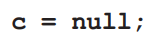 c = null;